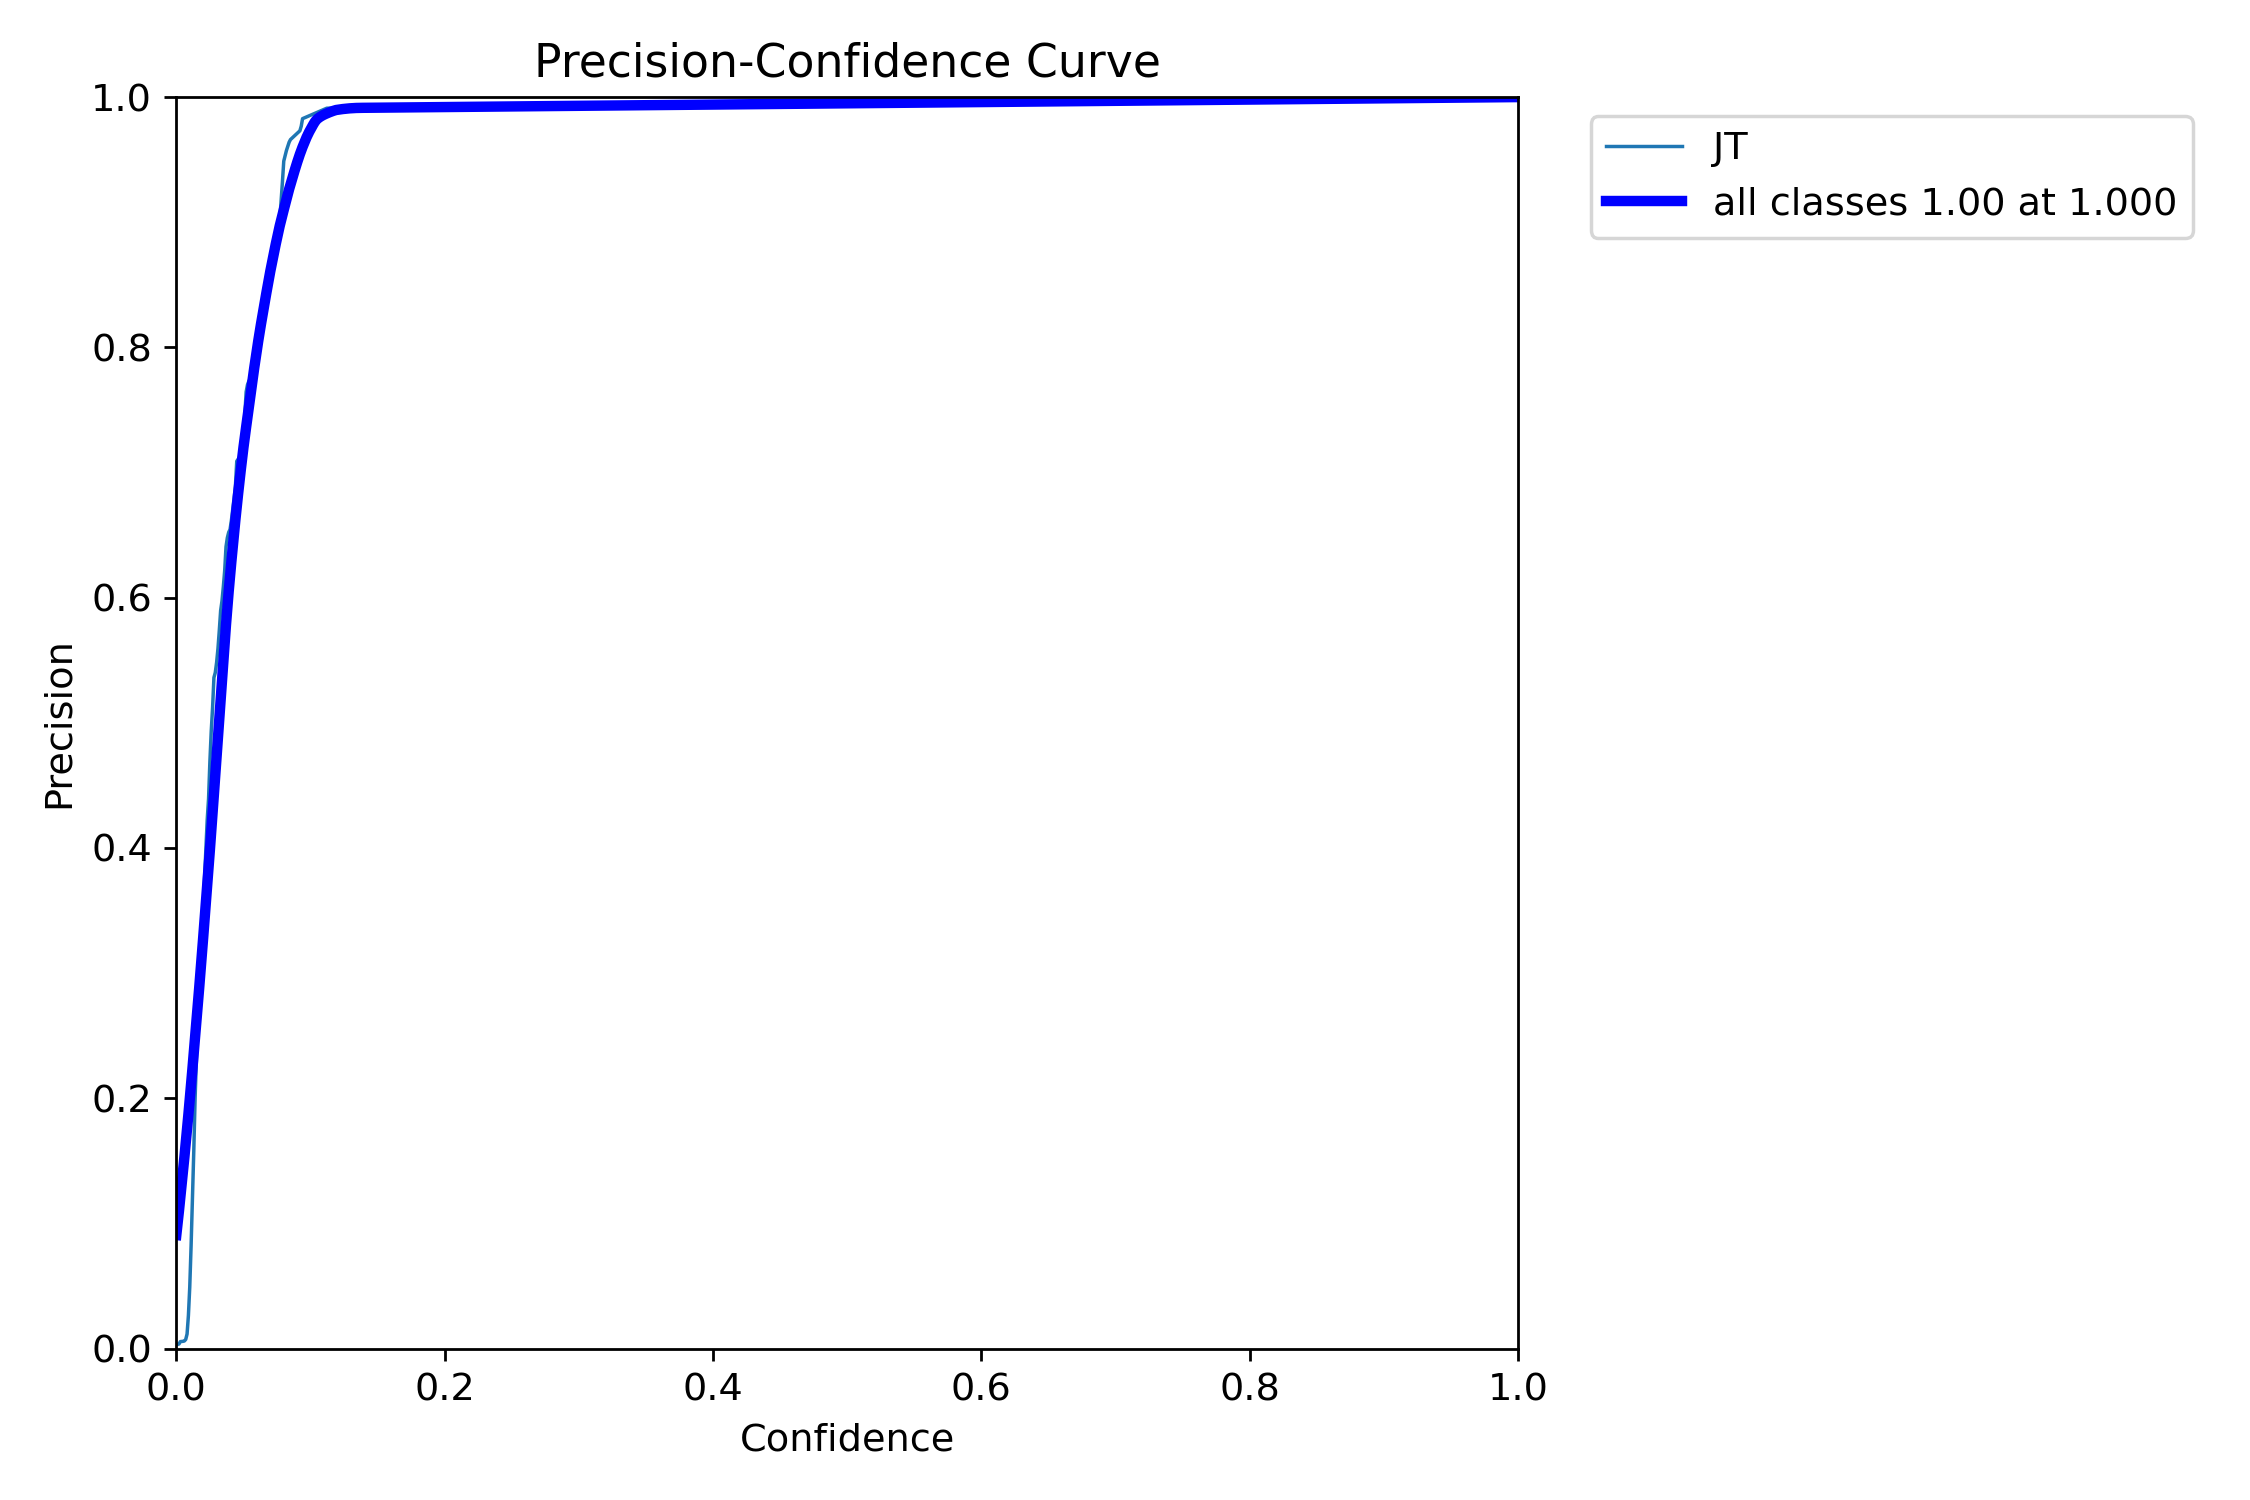 Precision-Confidence Curve
JT
all classes 1.00 at 1.000
Precision
1.0
0.8
0.6
0.4
0.2
0.0
0.0 0.2 0.4 0.6 0.8 1.0
Confidence